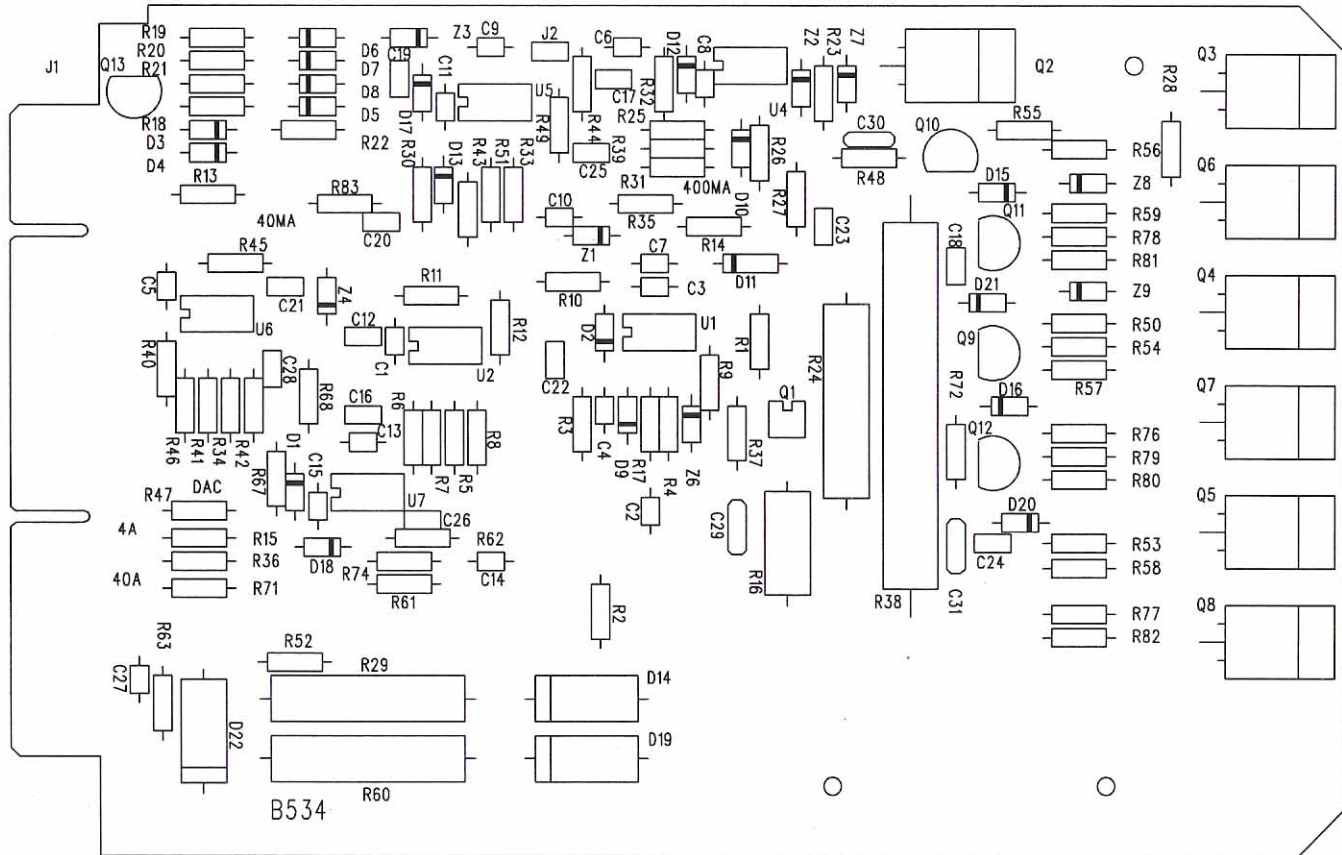 R19
R20
R21
J1
Q13
R18
D3
D4
R13
D6
D7
D8
D5
R22
C19
D17
C11
Z3
C9
J2
C6
D12
C8
Z2
R23
Z7
U5
U4
C17
R32
R49
R44
R39
R25
C25
R26
400MA
R30
D13
R43
R51
R33
R83
40MA
C20
R31
R35
C10
Z1
D10
R14
R27
C23
C30
R48
Q10
Q2
R55
R56
R28
Q3
Q6
Q4
Q7
Q5
Q8
D15
Q11
Z8
R59
R78
R81
C18
D21
Z9
R50
R54
R57
Q9
D16
R72
Q12
R76
R79
R80
D20
C24
C31
R53
R58
R77
R82
R45
C5
C21
U6
Z4
R11
C12
C1
U2
R12
R10
C7
C3
D11
D2
U1
C22
R1
R9
R24
R40
C28
R68
R46
R41
R34
R42
C16
C13
R6
R7
R5
R8
R3
C4
D9
R17
R4
Z6
R37
Q1
D1
R67
C15
U7
C26
R47
DAC
4A
R15
R36
40A
R71
D18
R74
R61
R62
C14
C2
C29
R16
R38
R2
R63
C27
D22
R52
R29
R60
D14
D19
B534